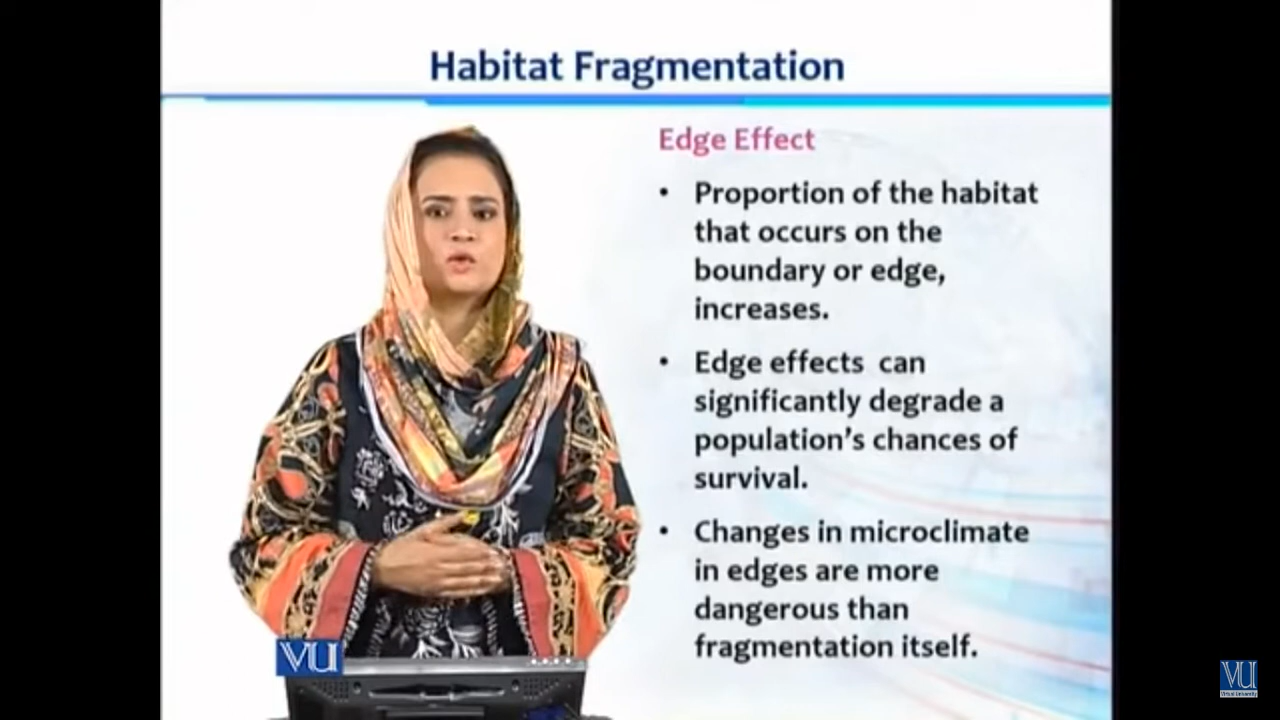 Habitat Fragmentation
Edge Effect
• Proportion of the habitat
that occurs on the
boundary or edge,
increases.
• Edge effects can
significantly degrade a
population's chances of
survival.
• Changes in microclimate
in edges are more
dangerous than
fragmentation itself.
VU
VU
Virtual University